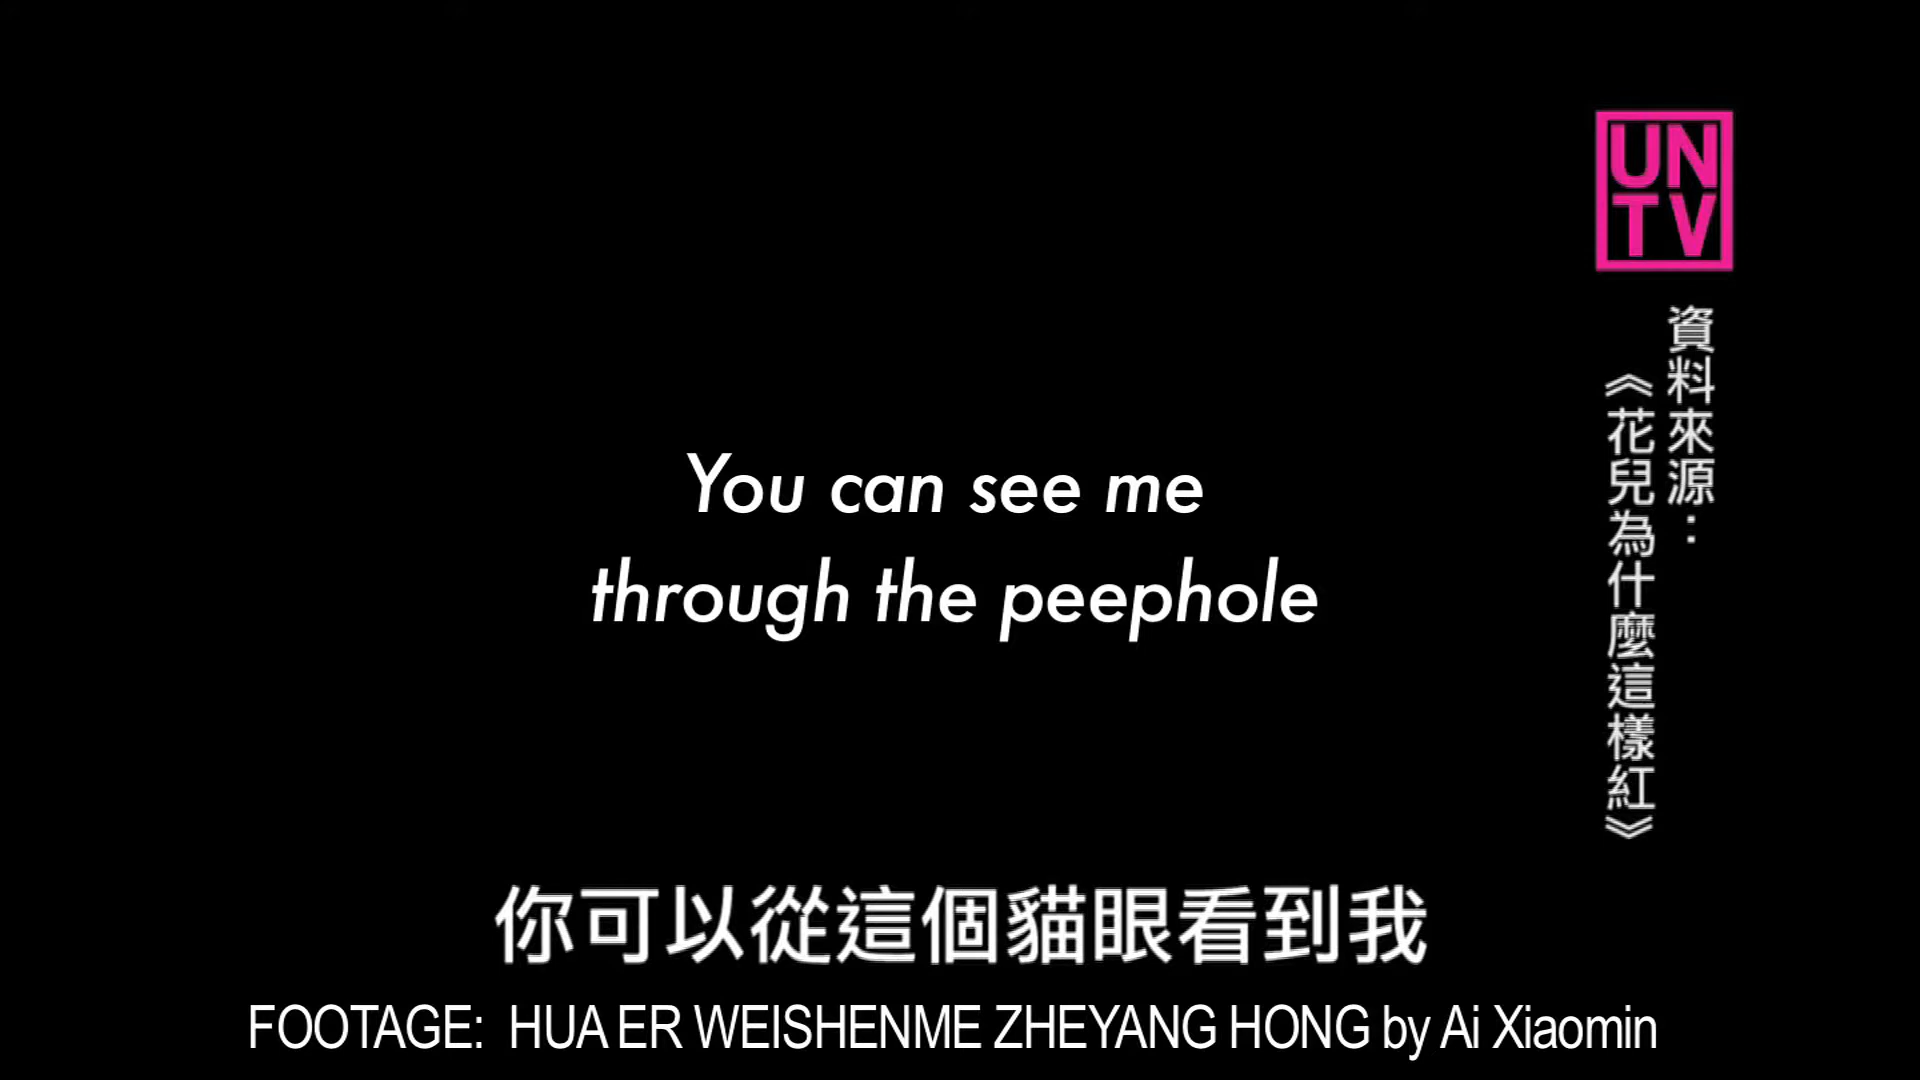 UN
TV
資料來源：
《花兒為什麼這樣紅》
You can see me
through the peephole
你可以從這個貓眼看到我
FOOTAGE: HUA ER WEISHENME ZHEYANG HONG by Ai Xiaomin